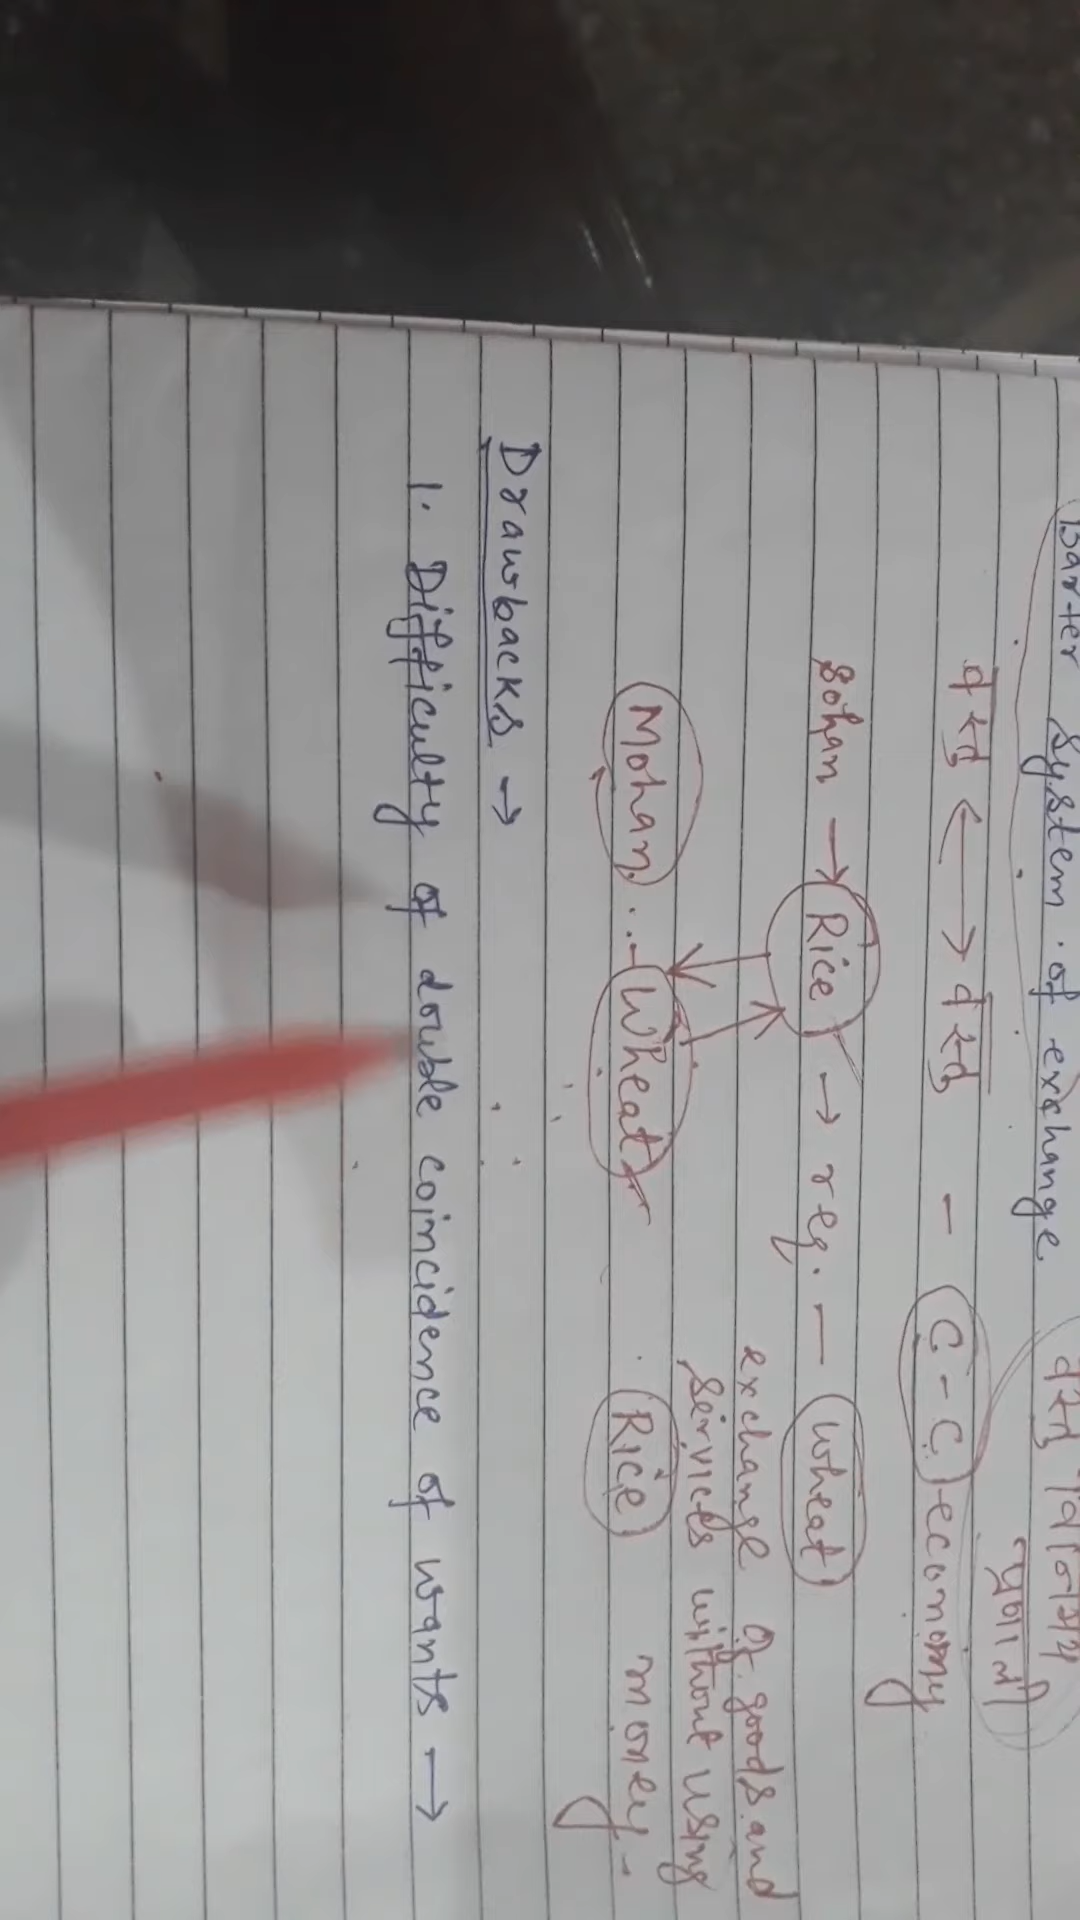 Barter system of exchange
वस्तु विनिमय प्रणाली
वस्तु ⟷ वस्तु - C-C economy
Sohan → Rice → req. - Wheat
exchange of goods and
services without using
money.
Mohan - Wheat Rice
Drawbacks →
1. Difficulty of double coincidence of wants →